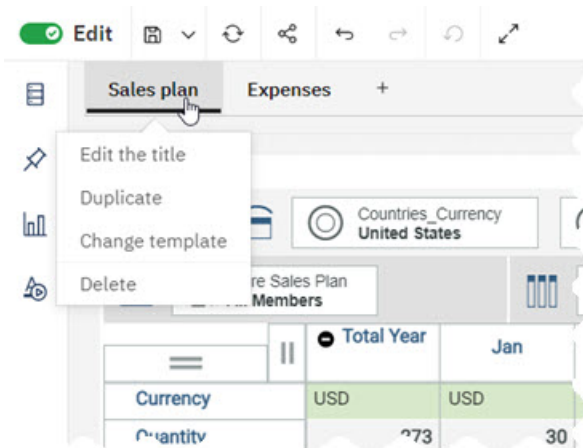 Edit
Sales plan Expenses +
Edit the title
Duplicate
Change template
Delete
Countries_Currency
United States
re Sales Plan
Members
Total Year Jan
Currency USD USD
Quantity 273 30